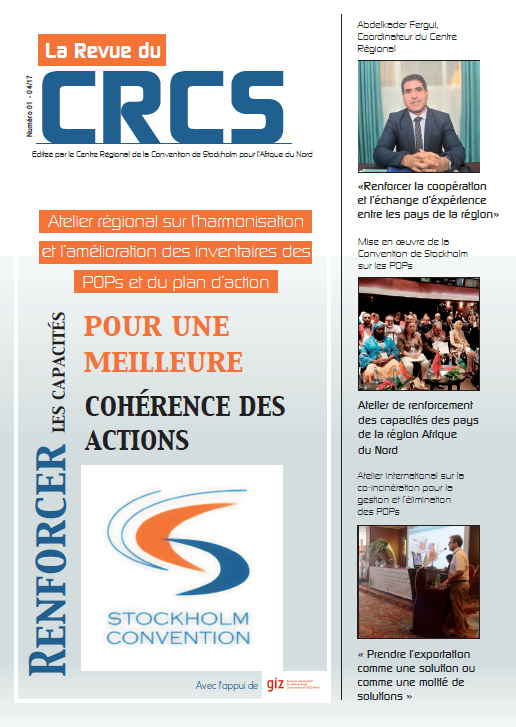 La Revue du
CRCS
Numéro 01 - 04/17
Editée par le Centre Régional de la Convention de Stockholm pour l'Afrique du Nord
Atelier régional sur l'harmonisation
et l'amélioration des inventaires des
POPs et du plan d'action
RENFORCER LES CAPACITÉS
POUR UNE
MEILLEURE
COHÉRENCE DES
ACTIONS
STOCKHOLM
CONVENTION
Avec l'appui de
giz
Abdelkader Fergui,
Coordinateur du Centre
Régional
«Renforcer la coopération
et l'échange d'expérience
entre les pays de la région»
Mise en œuvre de la
Convention de Stockholm
sur les POPs
Atelier de renforcement
des capacités des pays
de la région Afrique
du Nord
Atelier international sur la
co-incinération pour la
gestion et l'élimination
des POPs
« Prendre l'exportation
comme une solution ou
comme une moitié de
solutions »